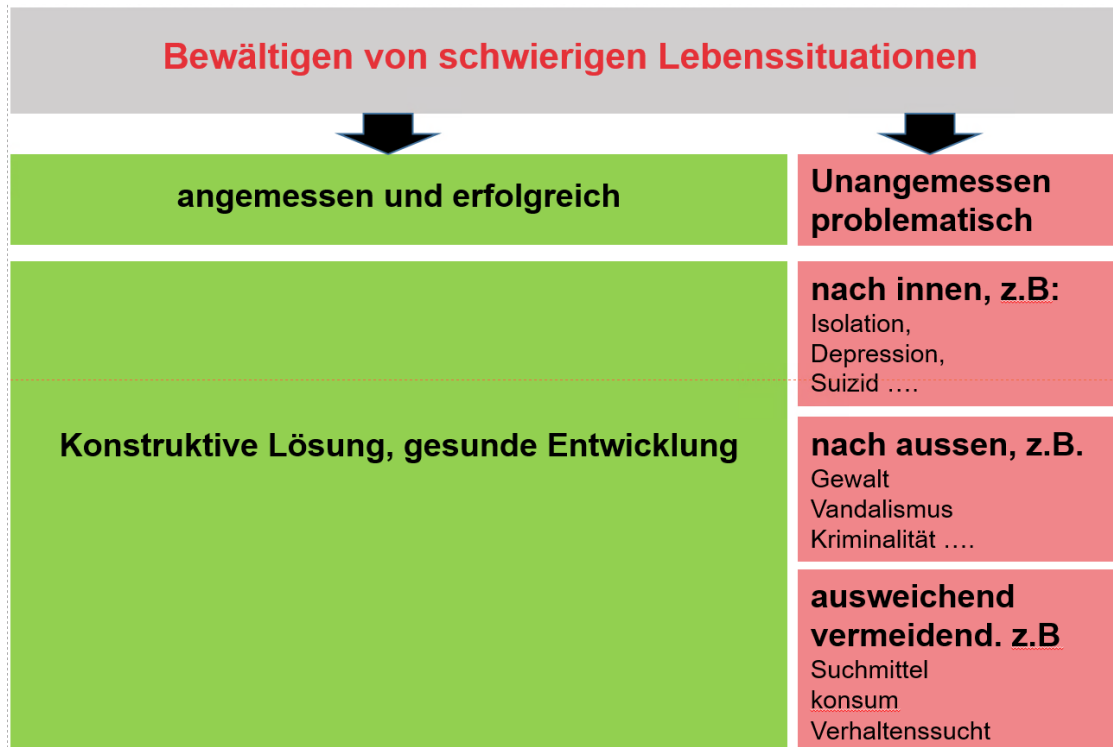 Bewältigen von schwierigen Lebenssituationen
angemessen und erfolgreich
Unangemessen
problematisch
Konstruktive Lösung, gesunde Entwicklung
nach innen, z.B:
Isolation,
Depression,
Suizid ….
nach aussen, z.B.
Gewalt
Vandalismus
Kriminalität ….
ausweichend
vermeidend. z.B
Suchmittel
konsum
Verhaltenssucht